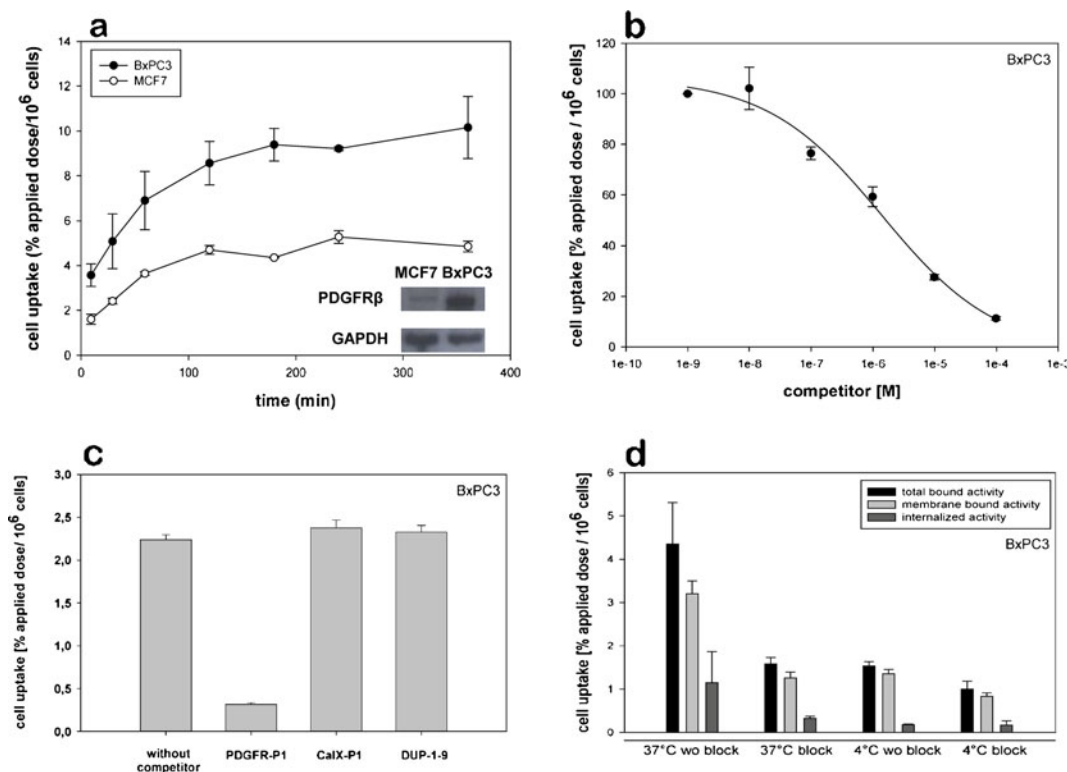 a
cell uptake (% applied dose/10⁶ cells)
14
12
10
8
6
4
2
0
BxPC3
MCF7
MCF7 BxPC3
PDGFRβ
GAPDH
0 100 200 300 400
time (min)
b
cell uptake [% applied dose / 10⁶ cells]
120
100
80
60
40
20
0
BxPC3
1e-10 1e-9 1e-8 1e-7 1e-6 1e-5 1e-4 1e-3
competitor [M]
c
cell uptake [% applied dose/ 10⁶ cells]
3,0
2,5
2,0
1,5
1,0
0,5
0,0
BxPC3
without
competitor
PDGFR-P1 CalX-P1 DUP-1-9
d
cell uptake [% applied dose / 10⁶ cells]
6
5
4
3
2
1
0
total bound activity
membrane bound activity
internalized activity
BxPC3
37°C wo block 37°C block 4°C wo block 4°C block